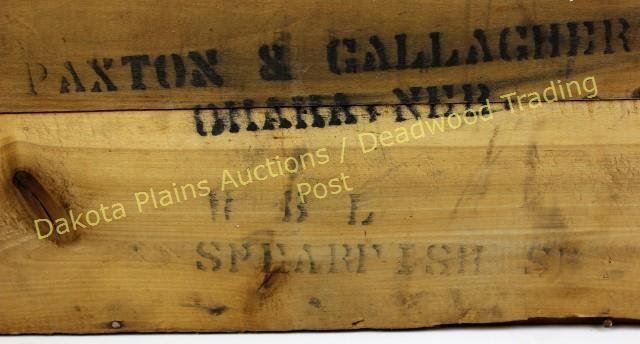 PAXTON & GALLAGHER
OMAHA, NEB.
Dakota Plains Auctions / Deadwood Trading
Post
W B L
SPEARFISH